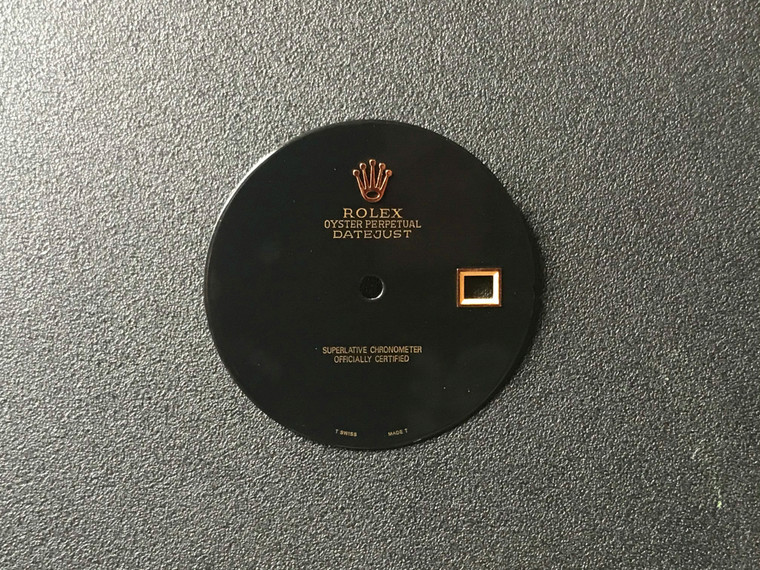 ROLEX
OYSTER PERPETUAL
DATEJUST
SUPERLATIVE CHRONOMETER
OFFICIALLY CERTIFIED
T SWISS MADE T